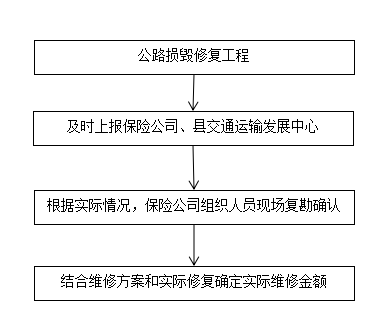 公路损毁修复工程
及时上报保险公司、县交通运输发展中心
根据实际情况，保险公司组织人员现场复勘确认
结合维修方案和实际修复确定实际维修金额